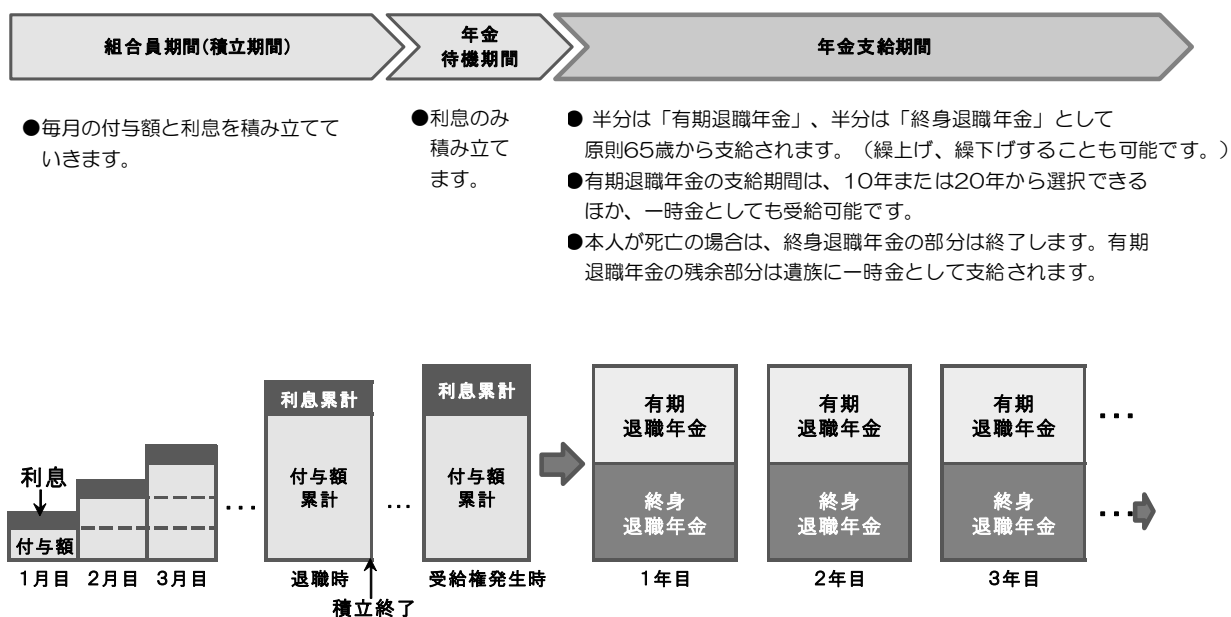 組合員期間(積立期間)
年金
待機期間
年金支給期間
●毎月の付与額と利息を積み立てて
いきます。
●利息のみ
積み立て
ます。
● 半分は「有期退職年金」、半分は「終身退職年金」として
原則65歳から支給されます。（繰上げ、繰下げすることも可能です。）
●有期退職年金の支給期間は、10年または20年から選択できる
ほか、一時金としても受給可能です。
●本人が死亡の場合は、終身退職年金の部分は終了します。有期
退職年金の残余部分は遺族に一時金として支給されます。
利息
付与額
1月目
2月目
3月目
…
利息累計
付与額
累計
退職時
積立終了
…
利息累計
付与額
累計
受給権発生時
有期
退職年金
終身
退職年金
1年目
有期
退職年金
終身
退職年金
2年目
有期
退職年金
終身
退職年金
3年目
…
…